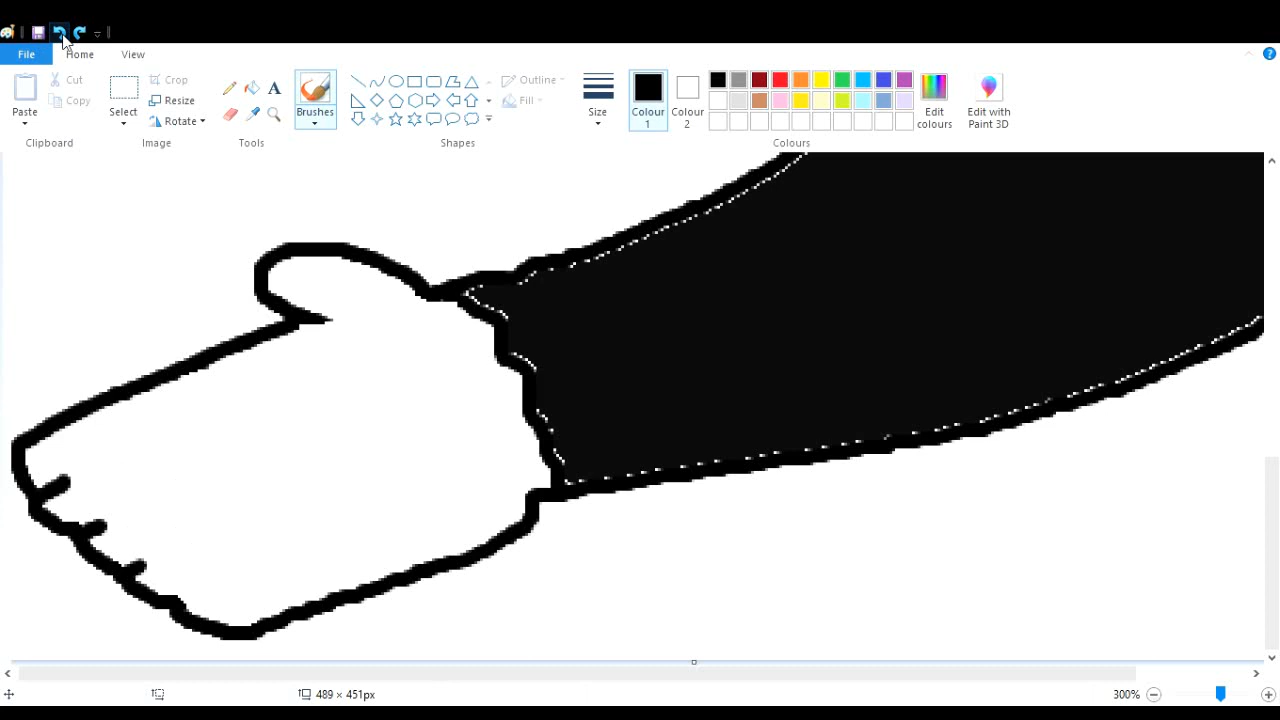 File Home View
Paste Cut Copy
Clipboard
Select Crop Resize Rotate
Image
A
Tools
Brushes
Outline Fill
Shapes
Size
Colour 1
Colour 2
Edit colours
Edit with Paint 3D
Colours
489 × 451px
300%